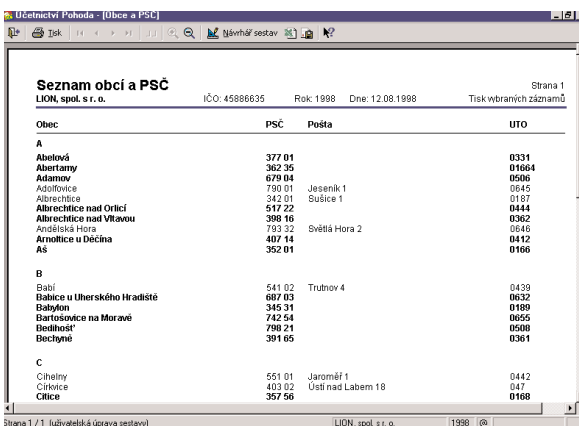 Účetnictví Pohoda - [Obce a PSČ]
Tisk Návrhář sestav
Seznam obcí a PSČ Strana 1
LION, spol. s r. o. IČO: 45886635 Rok: 1998 Dne: 12.08.1998 Tisk vybraných záznamů
Obec PSČ Pošta UTO
A
Abelová 377 01 0331
Abertamy 362 35 01664
Adamov 679 04 0506
Adolfovice 790 01 Jeseník 1 0645
Albrechtice 342 01 Sušice 1 0187
Albrechtice nad Orlicí 517 22 0444
Albrechtice nad Vltavou 398 16 0362
Andělská Hora 793 32 Světlá Hora 2 0646
Arnoltice u Děčína 407 14 0412
Aš 352 01 0166
B
Babí 541 02 Trutnov 4 0439
Babice u Uherského Hradiště 687 03 0632
Babylon 345 31 0189
Bartošovice na Moravé 742 54 0655
Bedihošť 798 21 0508
Bechyně 391 65 0361
C
Cihelny 551 01 Jaroměř 1 0442
Církvice 403 02 Ústí nad Labem 18 047
Citice 357 56 0168
Strana 1 / 1 (uživatelská úprava sestavy) LION, spol. s r. o. 1998 @